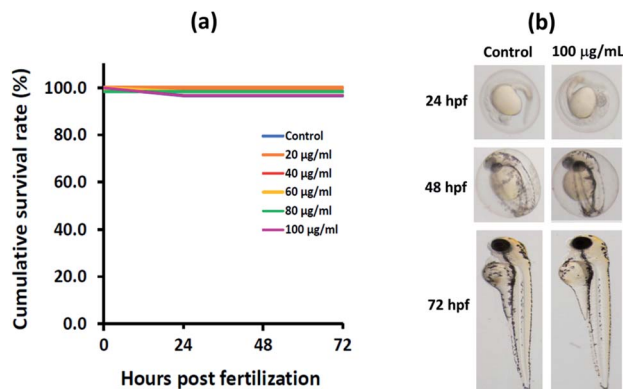 (a)
Cumulative survival rate (%)
100.0
80.0
60.0
40.0
20.0
0.0
0
24
48
72
Hours post fertilization
Control
20 µg/ml
40 µg/ml
60 µg/ml
80 µg/ml
100 µg/ml
(b)
Control
100 µg/mL
24 hpf
48 hpf
72 hpf